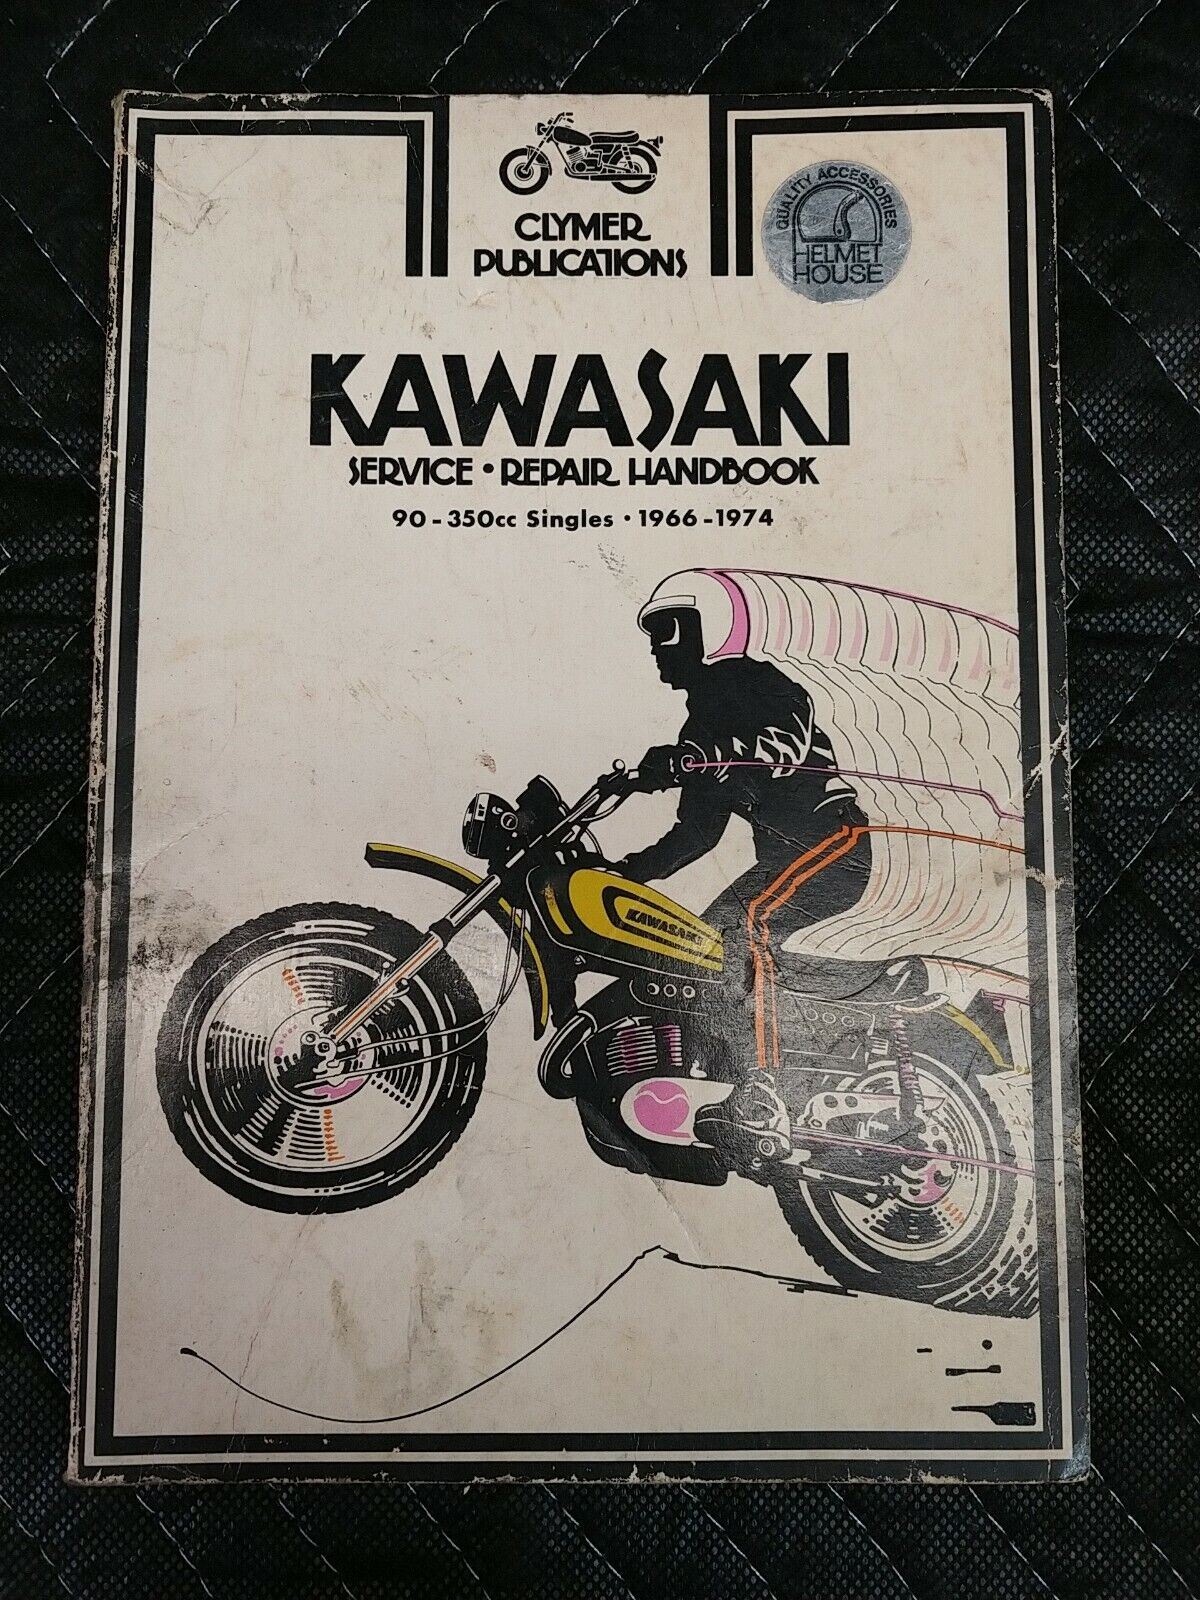 CLYMER
PUBLICATIONS
QUALITY ACCESSORIES
HELMET
HOUSE
KAWASAKI
SERVICE • REPAIR HANDBOOK
90-350cc Singles • 1966-1974
KAWASAKI